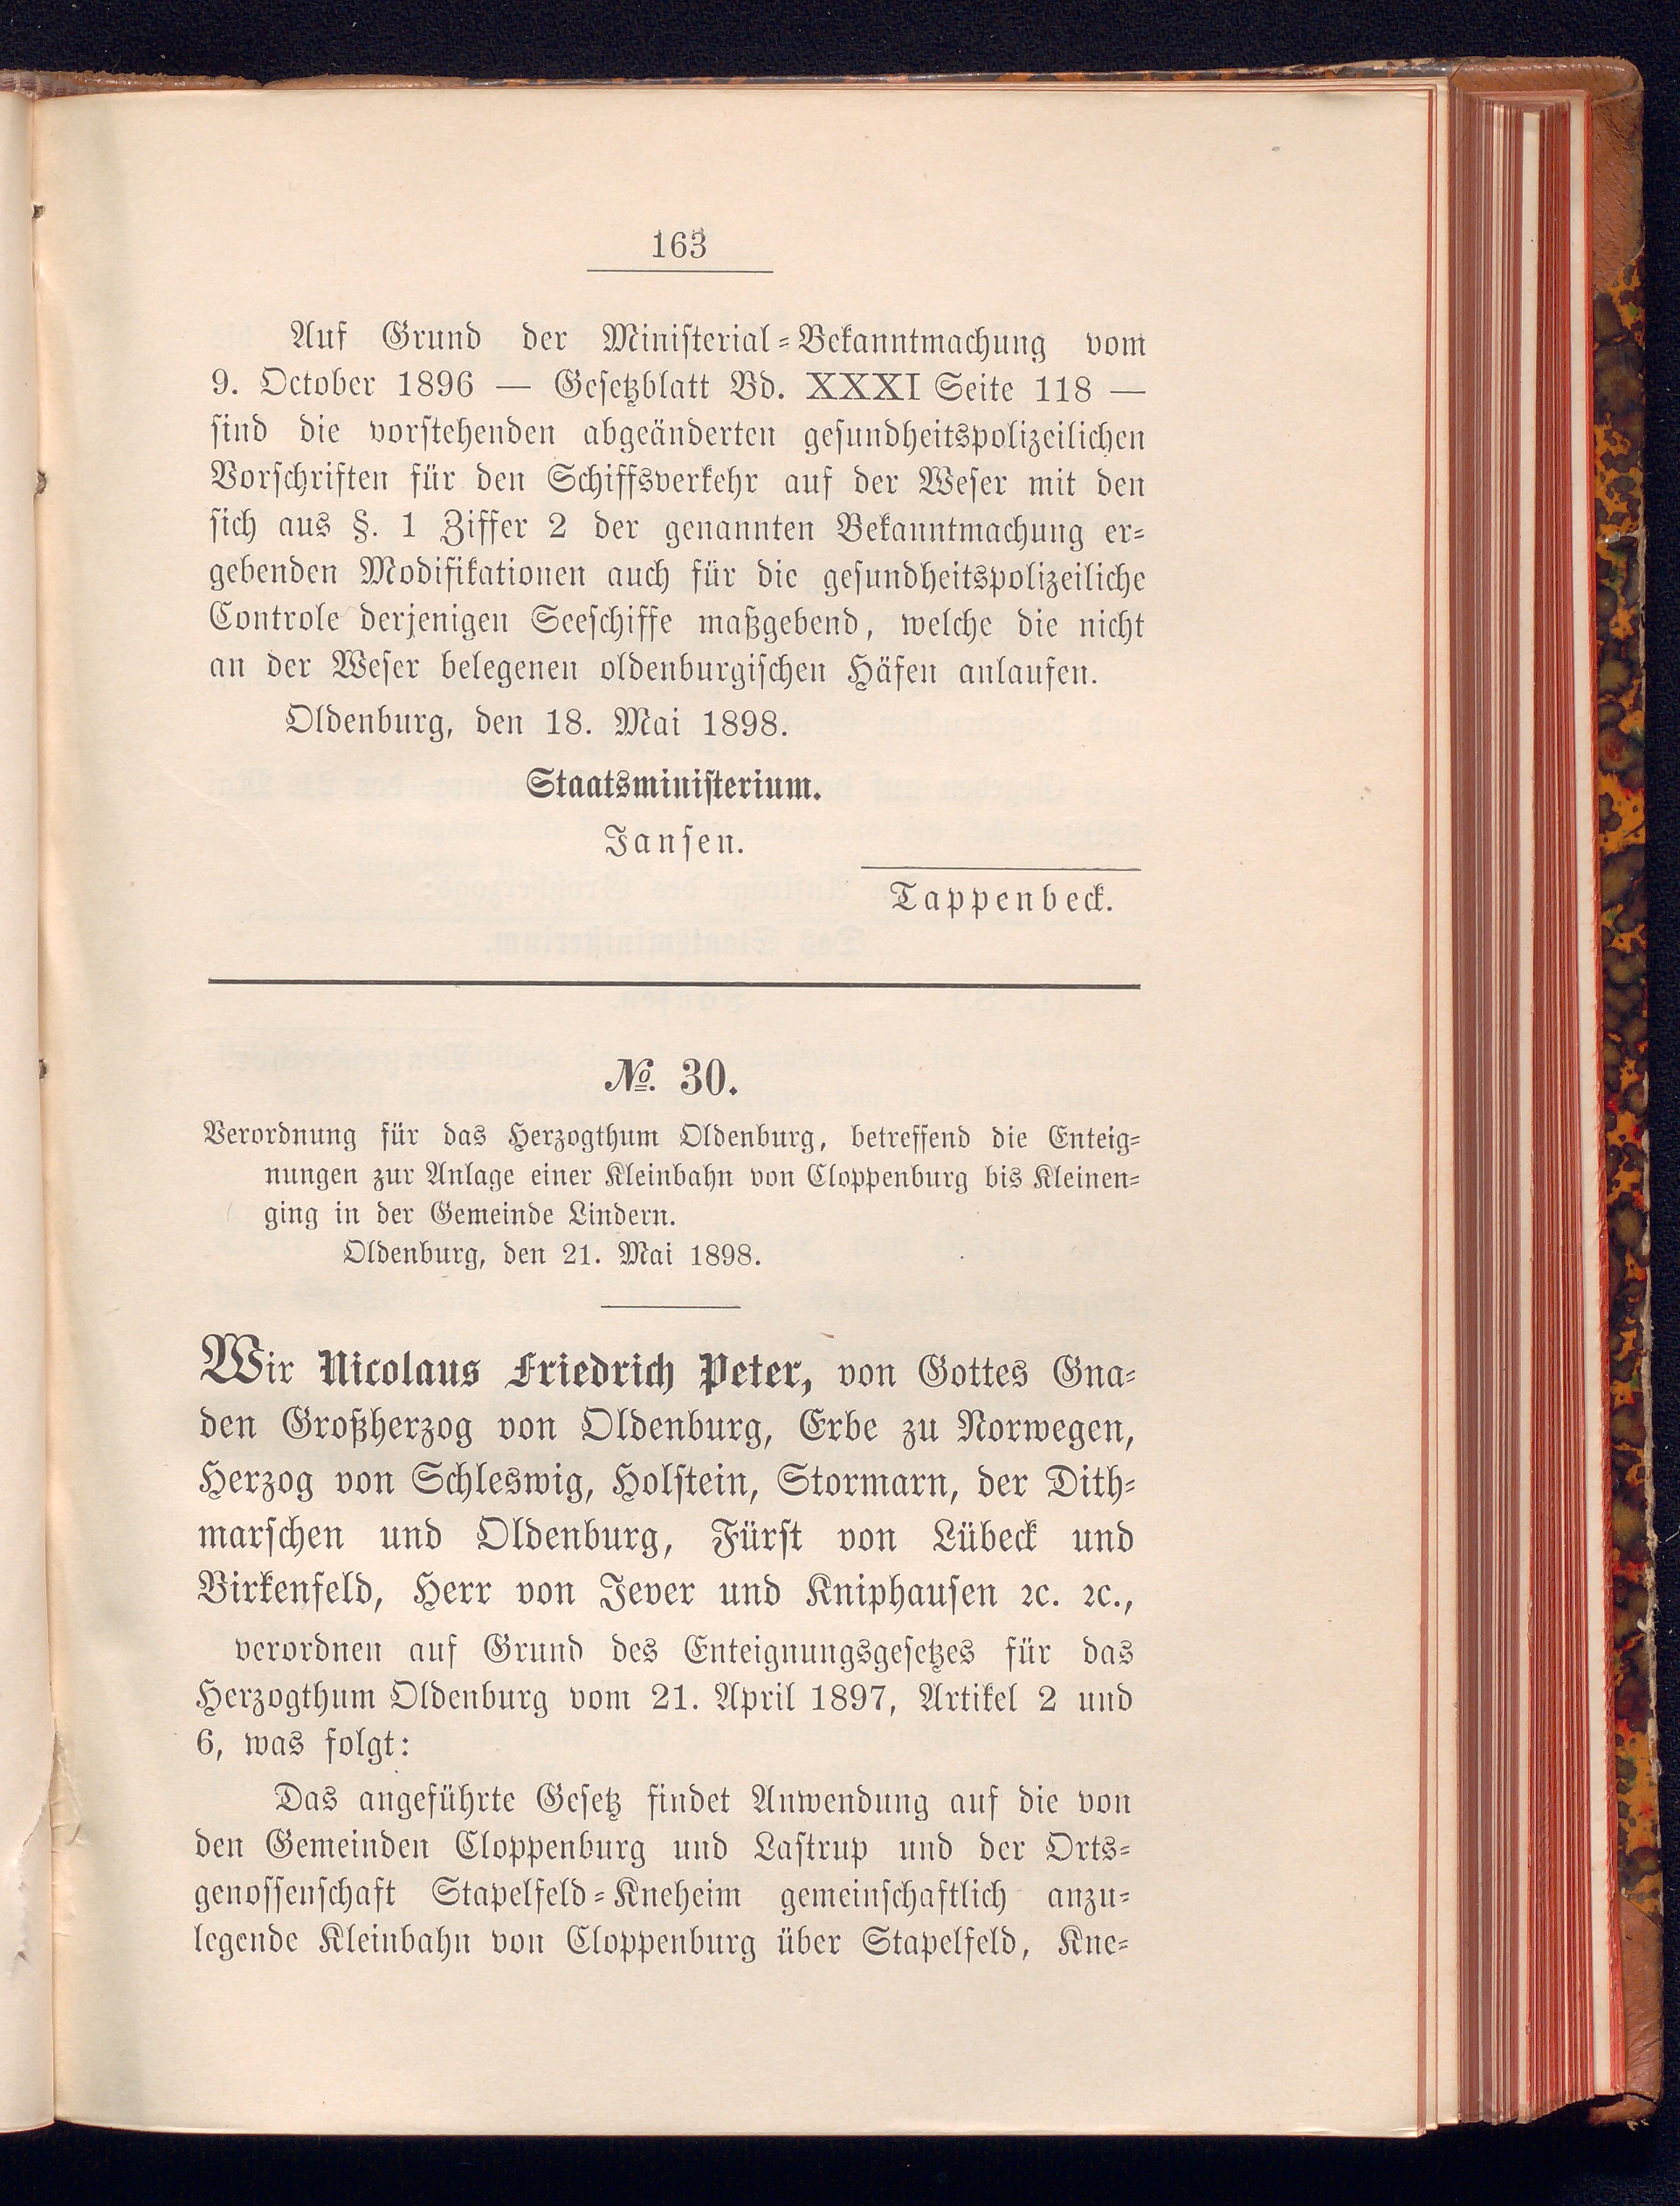 163
Auf Grund der Ministerial-Bekanntmachung vom
9. October 1896 — Gesetzblatt Bd. XXXI Seite 118 —
sind die vorstehenden abgeänderten gesundheitspolizeilichen
Vorschriften für den Schiffsverkehr auf der Weser mit den
sich aus §. 1 Ziffer 2 der genannten Bekanntmachung er-
gebenden Modifikationen auch für die gesundheitspolizeiliche
Controle derjenigen Seeschiffe maßgebend, welche die nicht
an der Weser belegenen oldenburgischen Häfen anlaufen.
Oldenburg, den 18. Mai 1898.
Staatsministerium.
Jansen.
Tappenbeck.
№. 30.
Verordnung für das Herzogthum Oldenburg, betreffend die Enteig-
nungen zur Anlage einer Kleinbahn von Cloppenburg bis Kleinen-
ging in der Gemeinde Lindern.
Oldenburg, den 21. Mai 1898.
Wir Nicolaus Friedrich Peter, von Gottes Gna-
den Großherzog von Oldenburg, Erbe zu Norwegen,
Herzog von Schleswig, Holstein, Stormarn, der Dith-
marschen und Oldenburg, Fürst von Lübeck und
Birkenfeld, Herr von Jever und Kniphausen ꝛc. ꝛc.,
verordnen auf Grund des Enteignungsgesetzes für das
Herzogthum Oldenburg vom 21. April 1897, Artikel 2 und
6, was folgt:
Das angeführte Gesetz findet Anwendung auf die von
den Gemeinden Cloppenburg und Lastrup und der Orts-
genossenschaft Stapelfeld-Kneheim gemeinschaftlich anzu-
legende Kleinbahn von Cloppenburg über Stapelfeld, Kne-